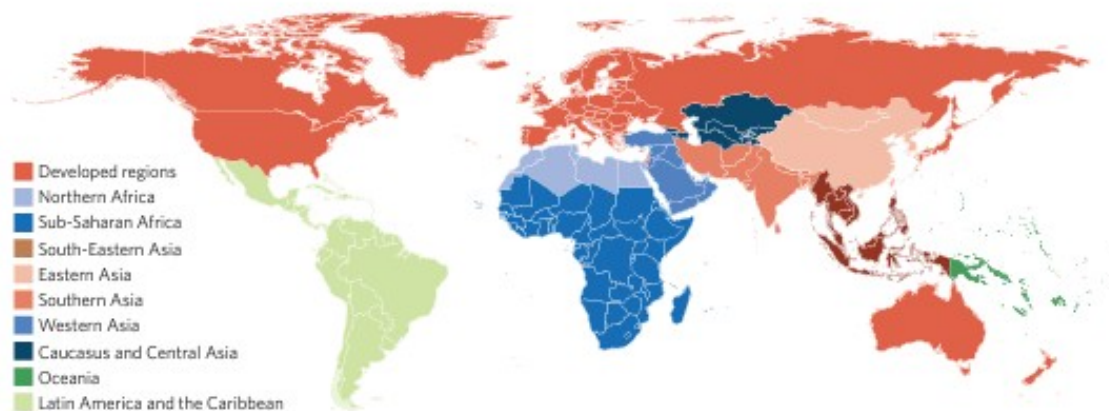 Developed regions
Northern Africa
Sub-Saharan Africa
South-Eastern Asia
Eastern Asia
Southern Asia
Western Asia
Caucasus and Central Asia
Oceania
Latin America and the Caribbean